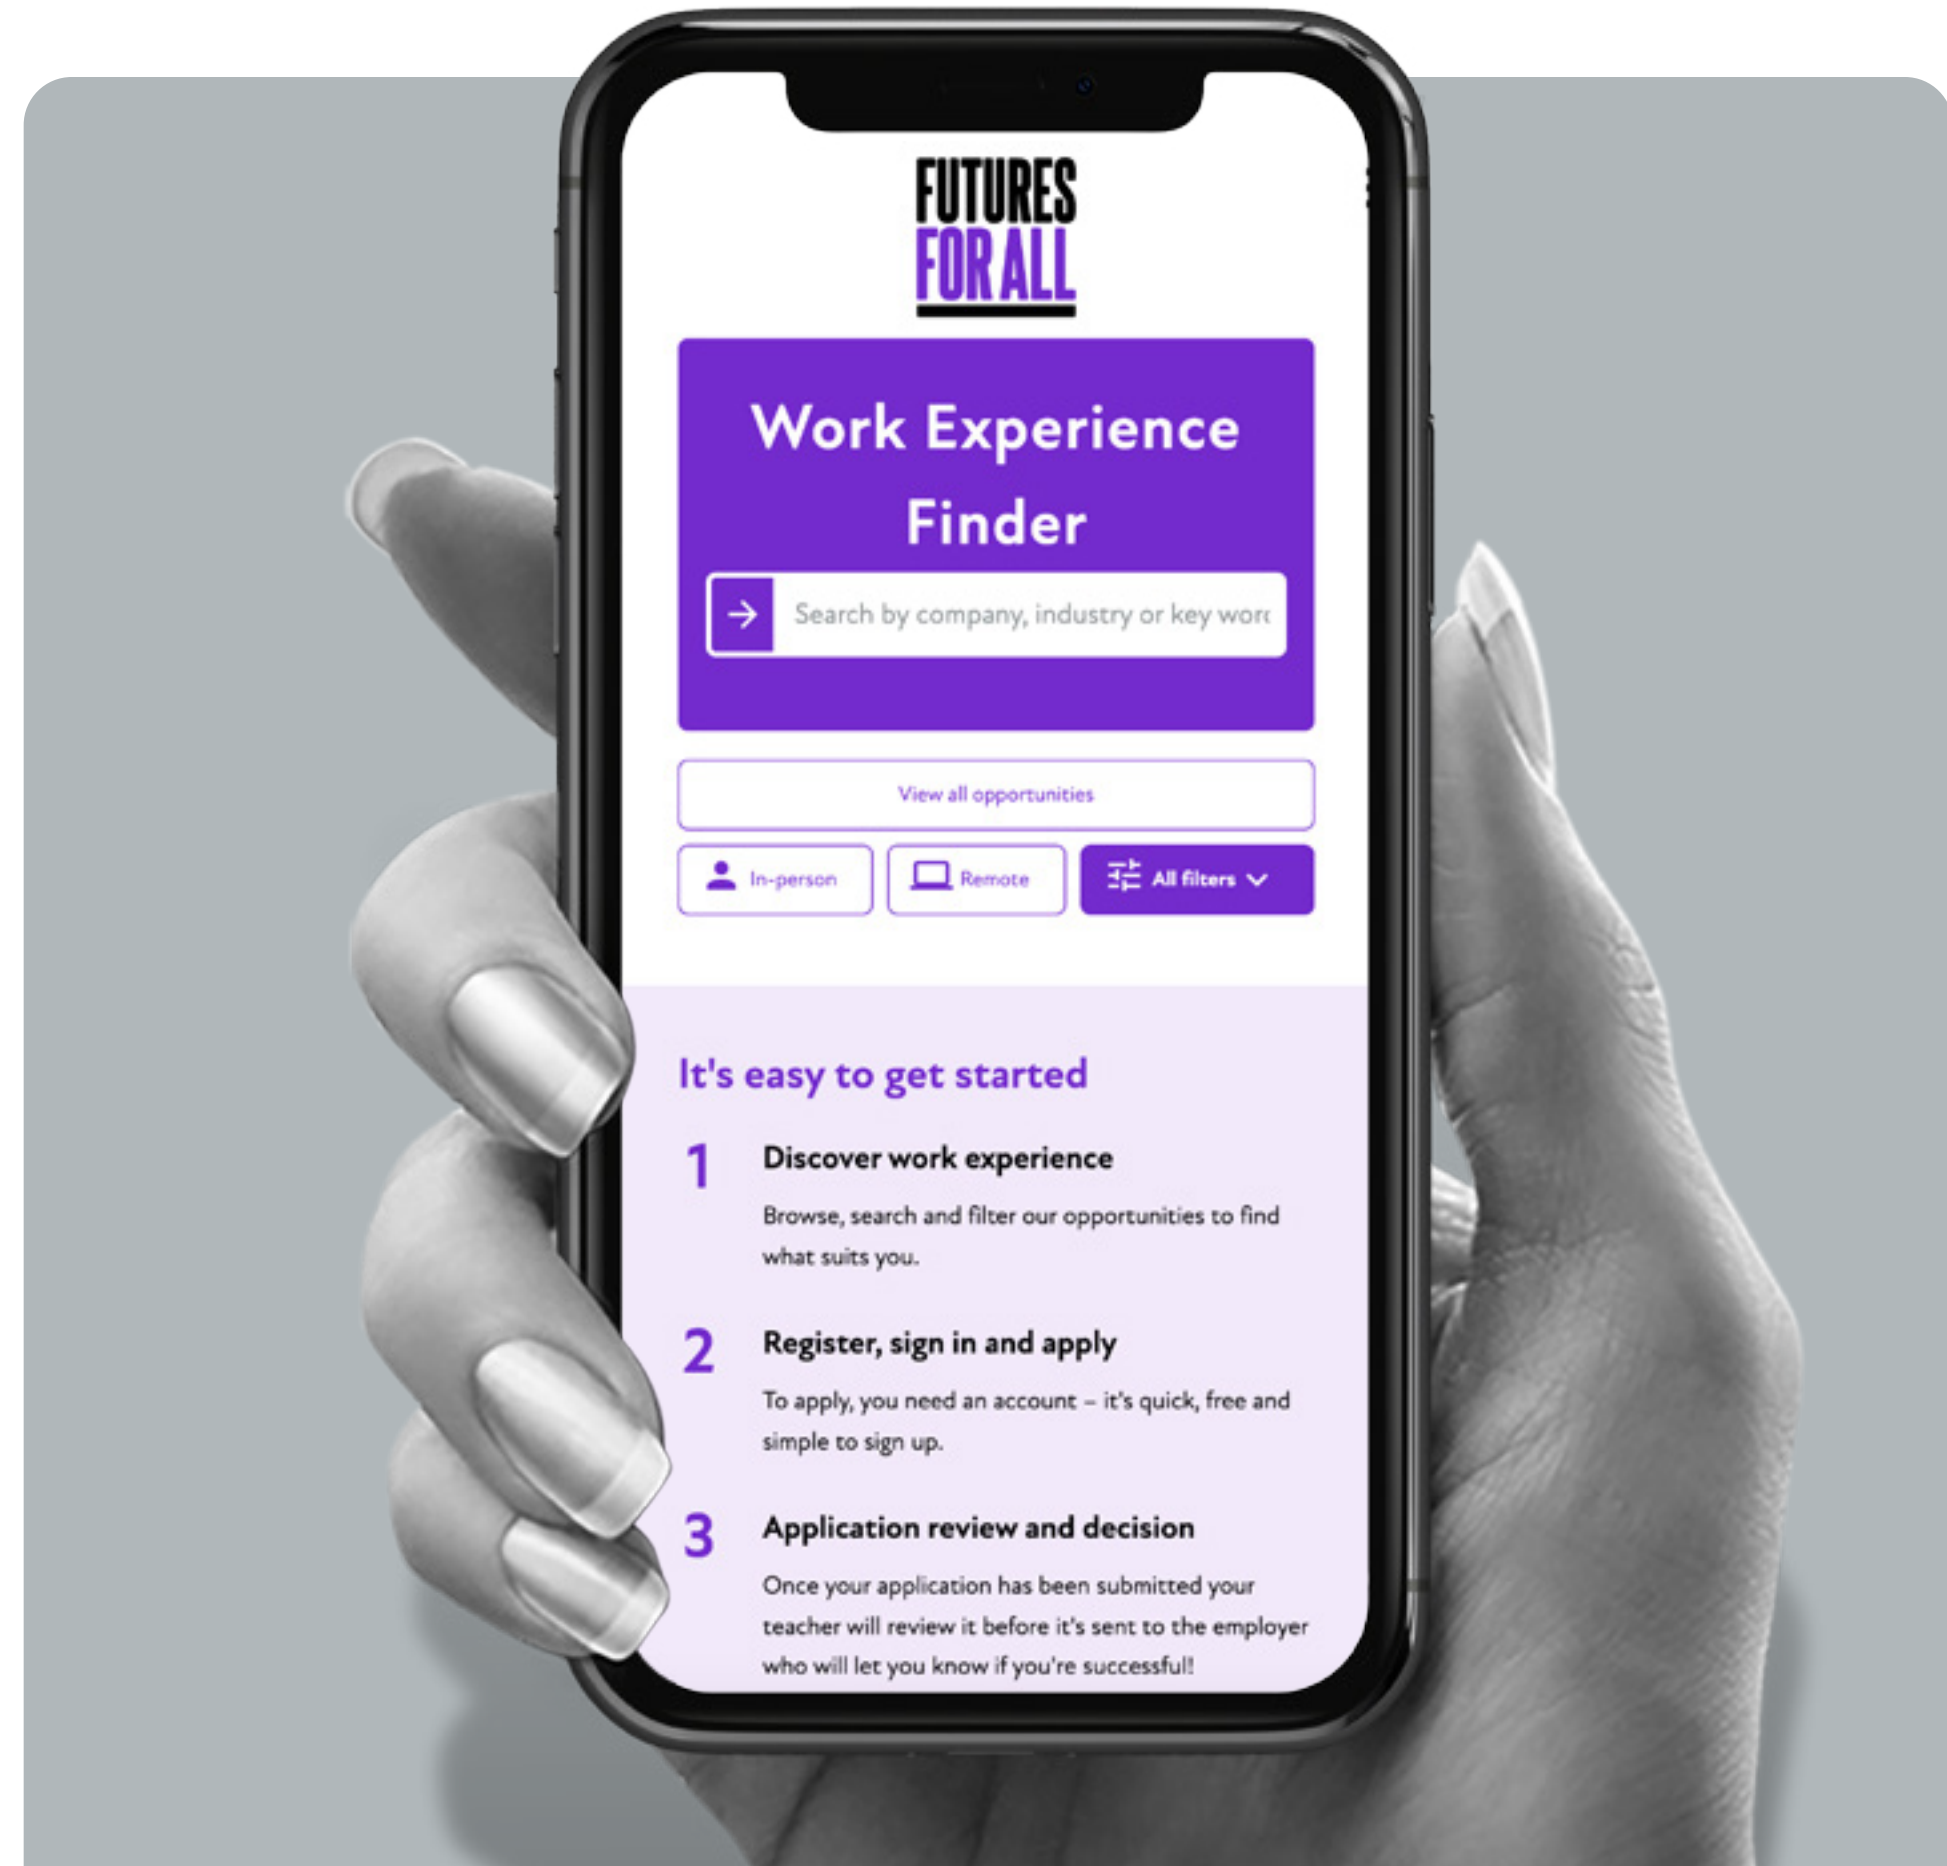 FUTURES
FOR ALL
Work Experience
Finder
Search by company, industry or key word
View all opportunities
In-person
Remote
All filters
It's easy to get started
1
Discover work experience
Browse, search and filter our opportunities to find
what suits you.
2
Register, sign in and apply
To apply, you need an account – it's quick, free and
simple to sign up.
3
Application review and decision
Once your application has been submitted your
teacher will review it before it's sent to the employer
who will let you know if you're successful!